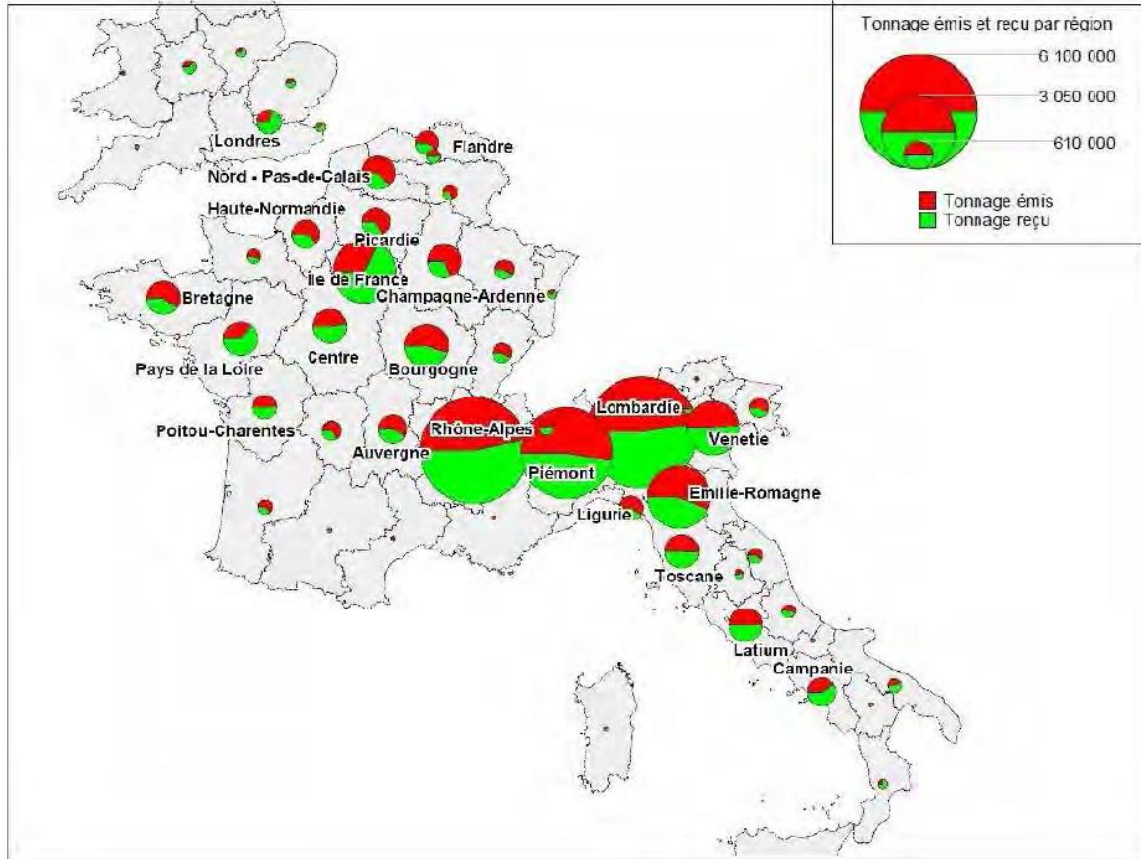 Tonnage émis et reçu par région
6 100 000
3 050 000
610 000
Tonnage émis
Tonnage reçu
Londres
Flandre
Nord - Pas-de-Calais
Haute-Normandie
Picardie
Ile de France
Champagne-Ardenne
Bretagne
Centre
Bourgogne
Pays de la Loire
Poitou-Charentes
Auvergne
Rhône-Alpes
Lombardie
Venetie
Piémont
Emilie-Romagne
Ligurie
Toscane
Latium
Campanie